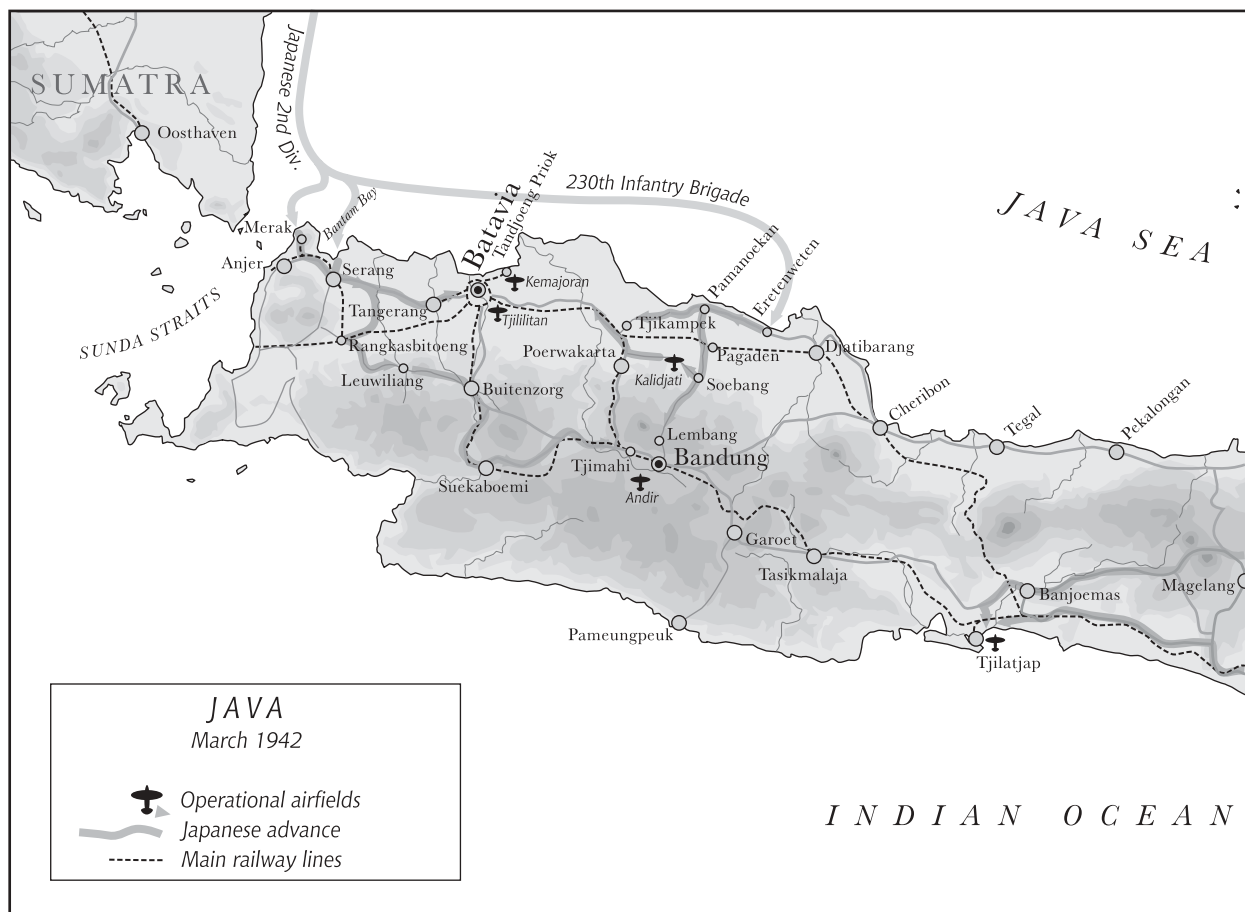 SUMATRA
Oosthaven
Japanese 2nd Div.
230th Infantry Brigade
JAVA SEA
Merak
Bantam Bay
Batavia
Tandjoeng Priok
Anjer
Serang
Kemajoran
Pamanoekan
Eretenweten
SUNDA STRAITS
Tangerang
Tjililitan
Tjikampek
Rangkasbitoeng
Poerwakarta
Pagaden
Djatibarang
Leuwiliang
Buitenzorg
Kalidjati
Soebang
Cheribon
Tegal
Pekalongan
Lembang
Tjimahi
Bandung
Suekaboemi
Andir
Garoet
Tasikmalaja
Banjoemas
Magelang
Pameungpeuk
Tjilatjap
JAVA
March 1942
Operational airfields
Japanese advance
Main railway lines
INDIAN OCEAN